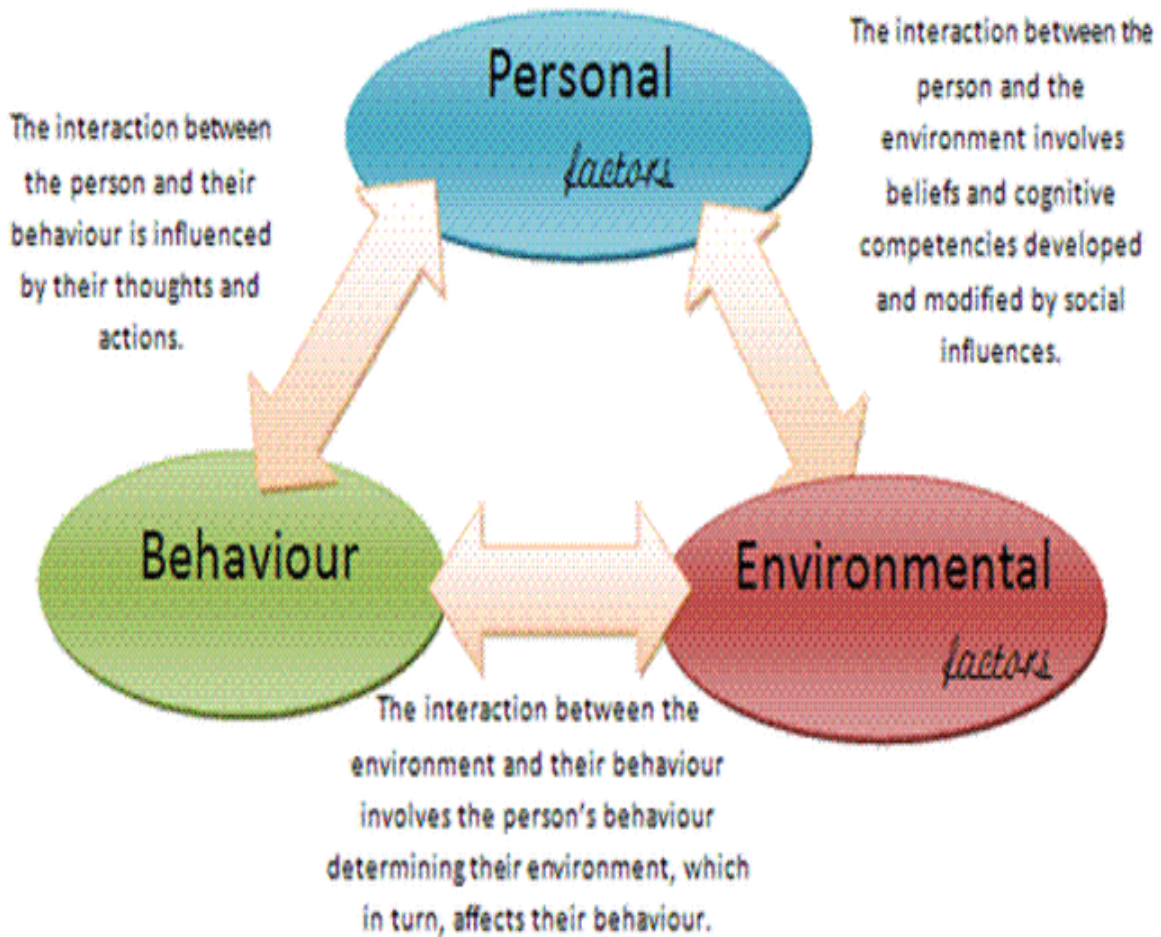 Personal
factors
The interaction between
the person and their
behaviour is influenced
by their thoughts and
actions.
The interaction between the
person and the
environment involves
beliefs and cognitive
competencies developed
and modified by social
influences.
Behaviour
Environmental
factors
The interaction between the
environment and their behaviour
involves the person's behaviour
determining their environment, which
in turn, affects their behaviour.